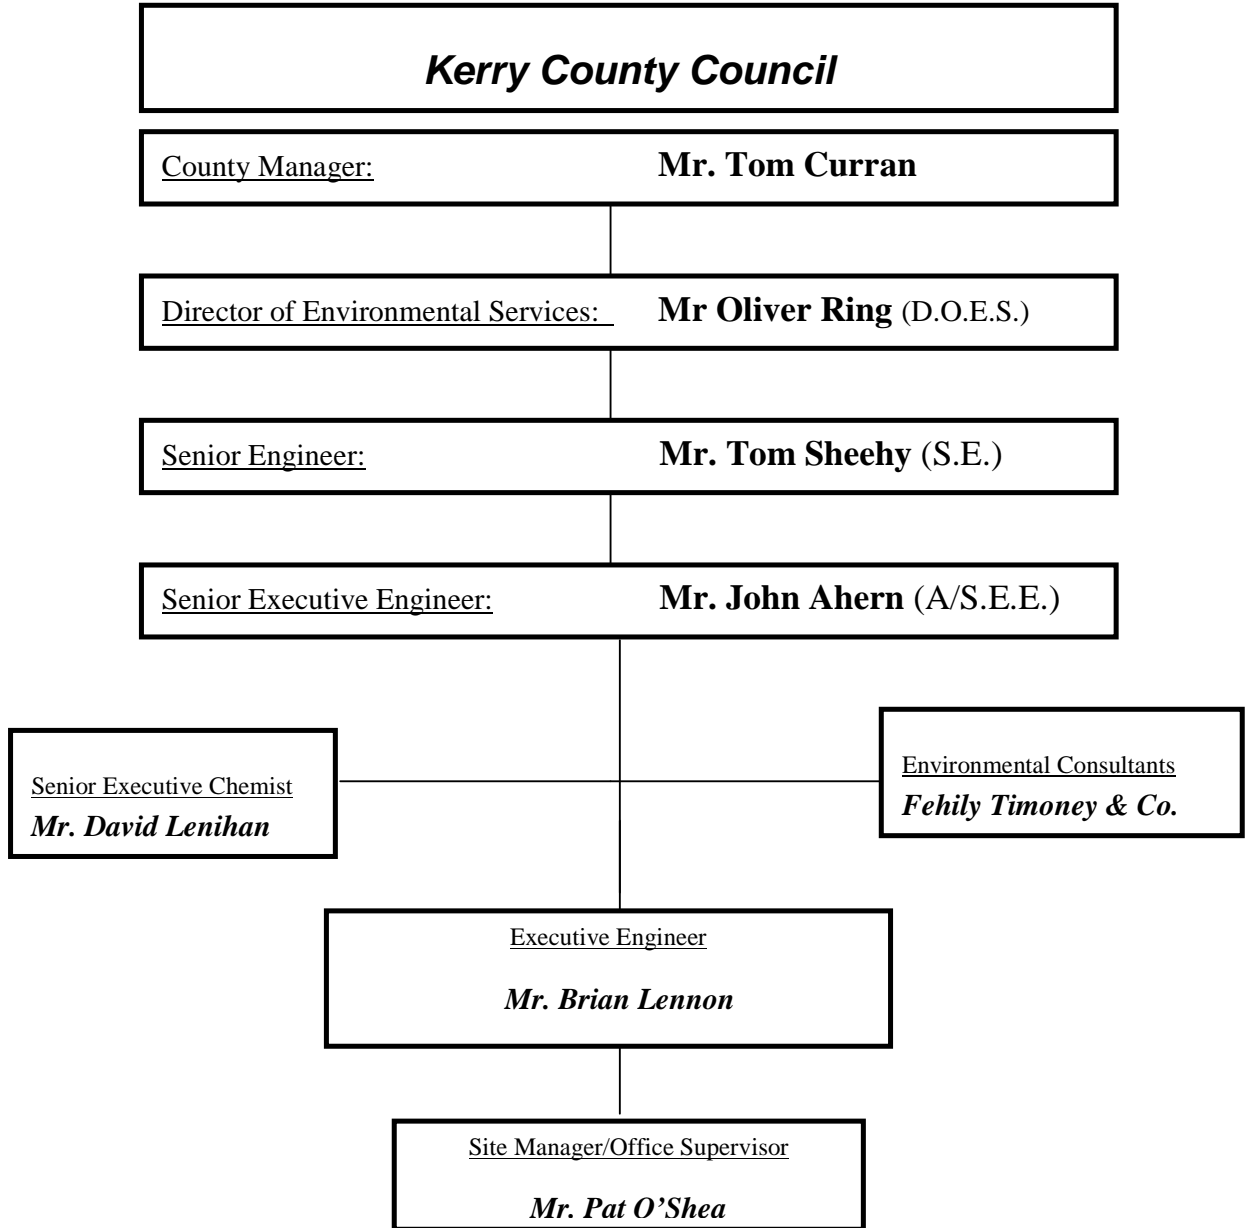 Kerry County Council
County Manager: Mr. Tom Curran
Director of Environmental Services: Mr Oliver Ring (D.O.E.S.)
Senior Engineer: Mr. Tom Sheehy (S.E.)
Senior Executive Engineer: Mr. John Ahern (A/S.E.E.)
Senior Executive Chemist
Mr. David Lenihan
Environmental Consultants
Fehily Timoney & Co.
Executive Engineer
Mr. Brian Lennon
Site Manager/Office Supervisor
Mr. Pat O’Shea